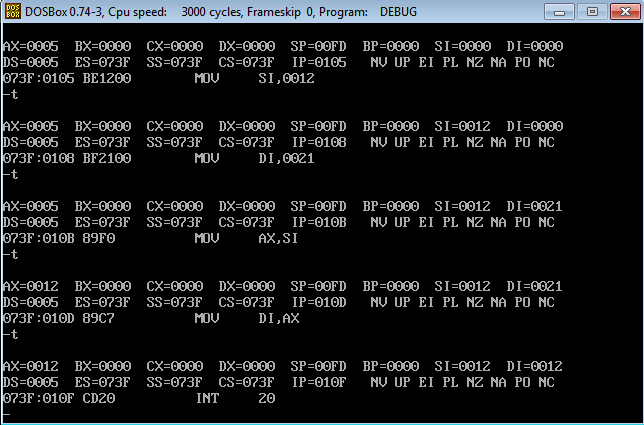 DOSBox 0.74-3, Cpu speed: 3000 cycles, Frameskip 0, Program: DEBUG
AX=0005 BX=0000 CX=0000 DX=0000 SP=00FD BP=0000 SI=0000 DI=0000
DS=0005 ES=073F SS=073F CS=073F IP=0105 NV UP EI PL NZ NA PO NC
073F:0105 BE1200 MOV SI,0012
-t
AX=0005 BX=0000 CX=0000 DX=0000 SP=00FD BP=0000 SI=0012 DI=0000
DS=0005 ES=073F SS=073F CS=073F IP=0108 NV UP EI PL NZ NA PO NC
073F:0108 BF2100 MOV DI,0021
-t
AX=0005 BX=0000 CX=0000 DX=0000 SP=00FD BP=0000 SI=0012 DI=0021
DS=0005 ES=073F SS=073F CS=073F IP=010B NV UP EI PL NZ NA PO NC
073F:010B 89F0 MOV AX,SI
-t
AX=0012 BX=0000 CX=0000 DX=0000 SP=00FD BP=0000 SI=0012 DI=0021
DS=0005 ES=073F SS=073F CS=073F IP=010D NV UP EI PL NZ NA PO NC
073F:010D 89C7 MOV DI,AX
-t
AX=0012 BX=0000 CX=0000 DX=0000 SP=00FD BP=0000 SI=0012 DI=0012
DS=0005 ES=073F SS=073F CS=073F IP=010F NV UP EI PL NZ NA PO NC
073F:010F CD20 INT 20
-